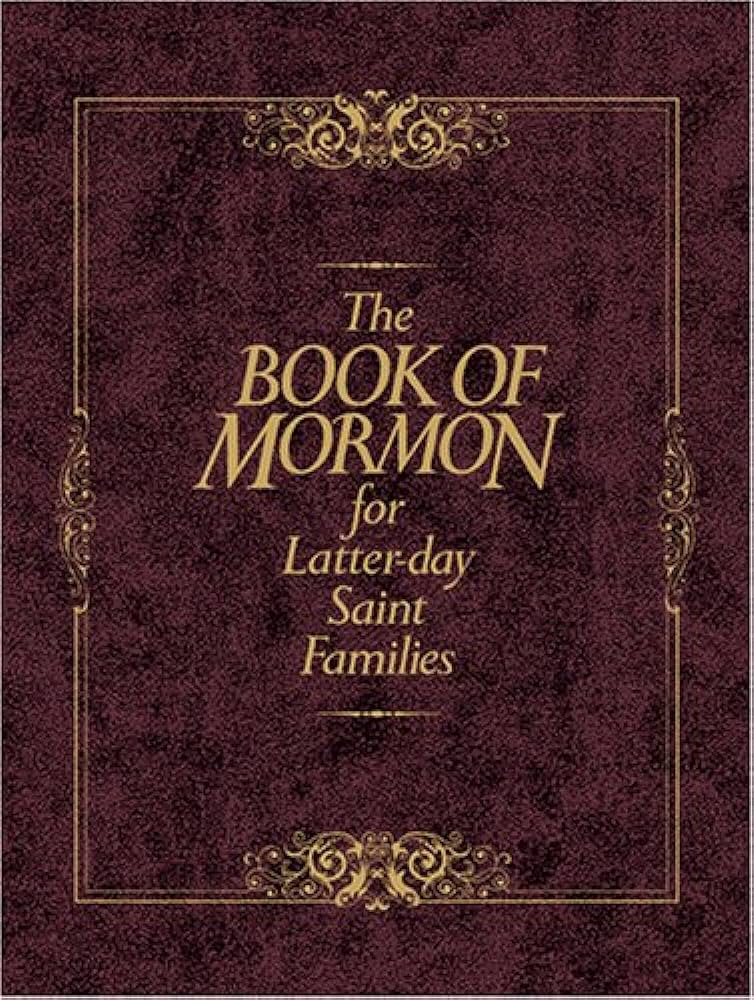 The
BOOK OF
MORMON
for
Latter-day
Saint
Families